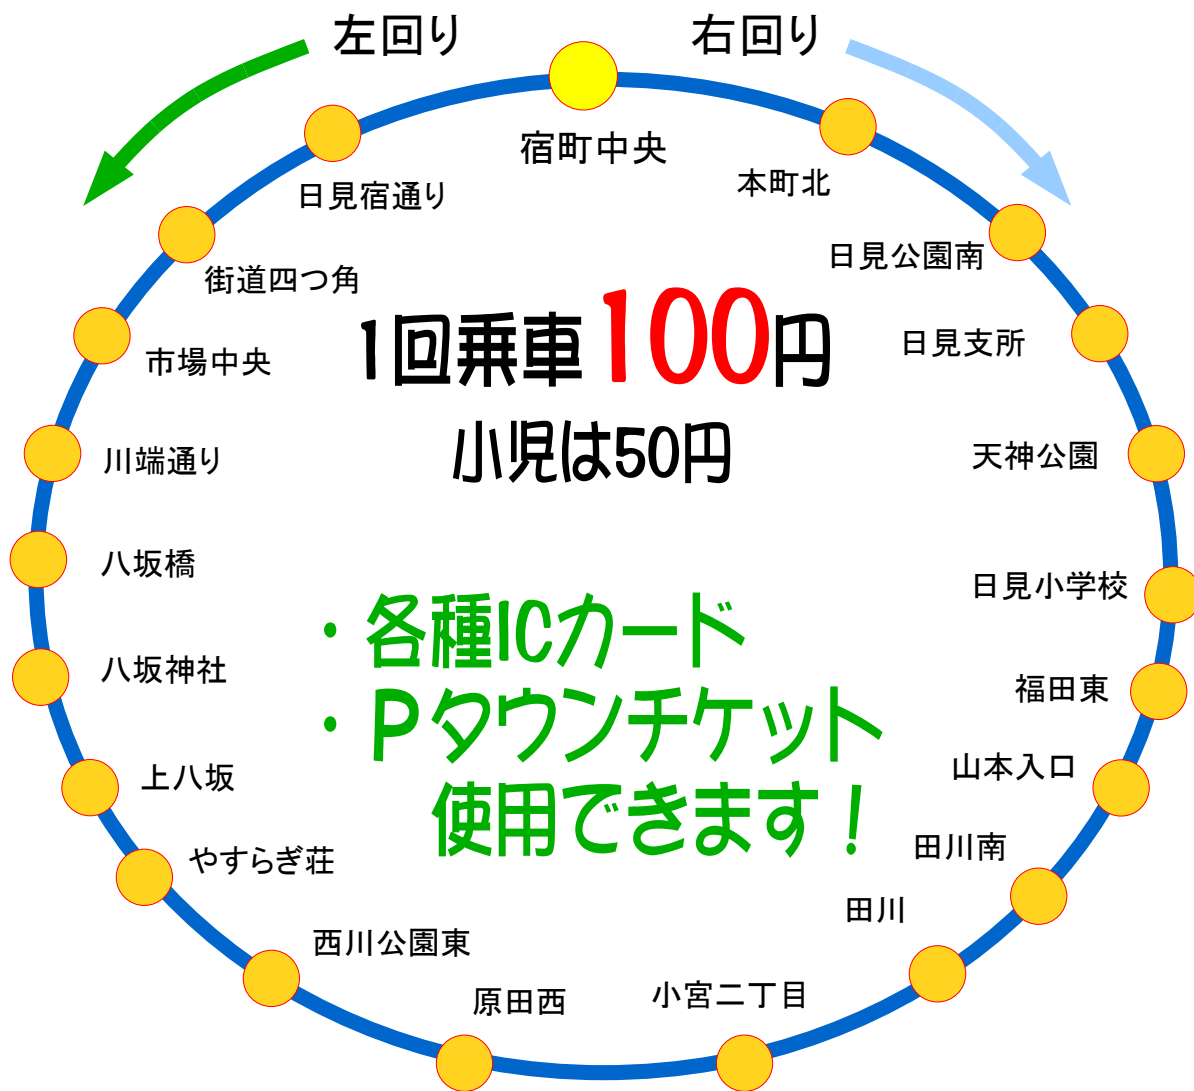 左回り
右回り
宿町中央
本町北
日見宿通り
日見公園南
街道四つ角
日見支所
市場中央
1回乗車100円
小児は50円
天神公園
川端通り
八坂橋
日見小学校
・各種ICカード
八坂神社
福田東
・Pタウンチケット
山本入口
上八坂
使用できます!
田川南
やすらぎ荘
田川
西川公園東
小宮二丁目
原田西